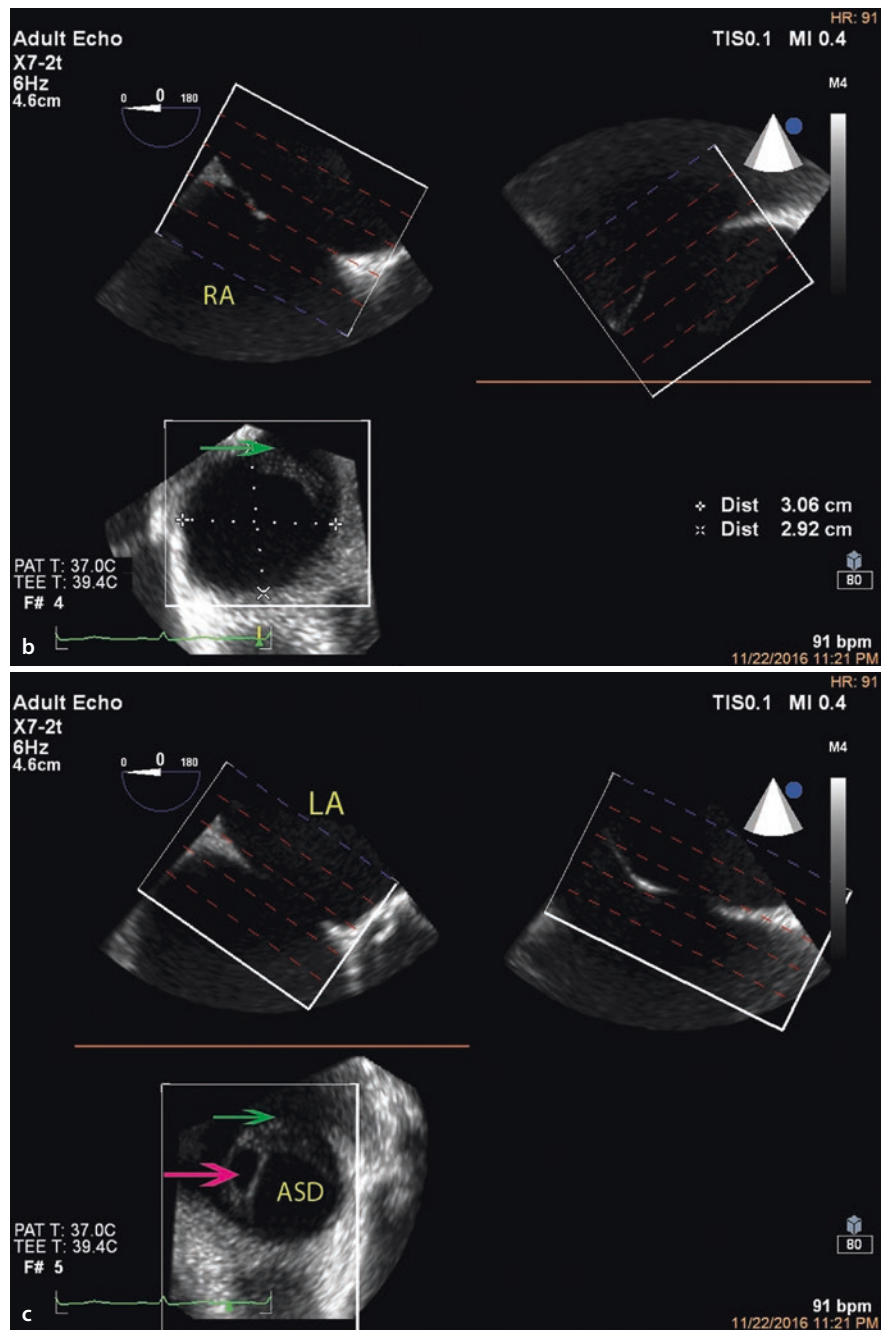 HR: 91
Adult Echo
TIS0.1 MI 0.4
X7-2t
6Hz
4.6cm
0 0 180
M4
RA
Dist 3.06 cm
Dist 2.92 cm
PAT T: 37.0C
TEE T: 39.4C
F# 4
80
b
91 bpm
11/22/2016 11:21 PM
HR: 91
Adult Echo
TIS0.1 MI 0.4
X7-2t
6Hz
4.6cm
0 0 180
M4
LA
ASD
PAT T: 37.0C
TEE T: 39.4C
F# 5
80
c
91 bpm
11/22/2016 11:21 PM